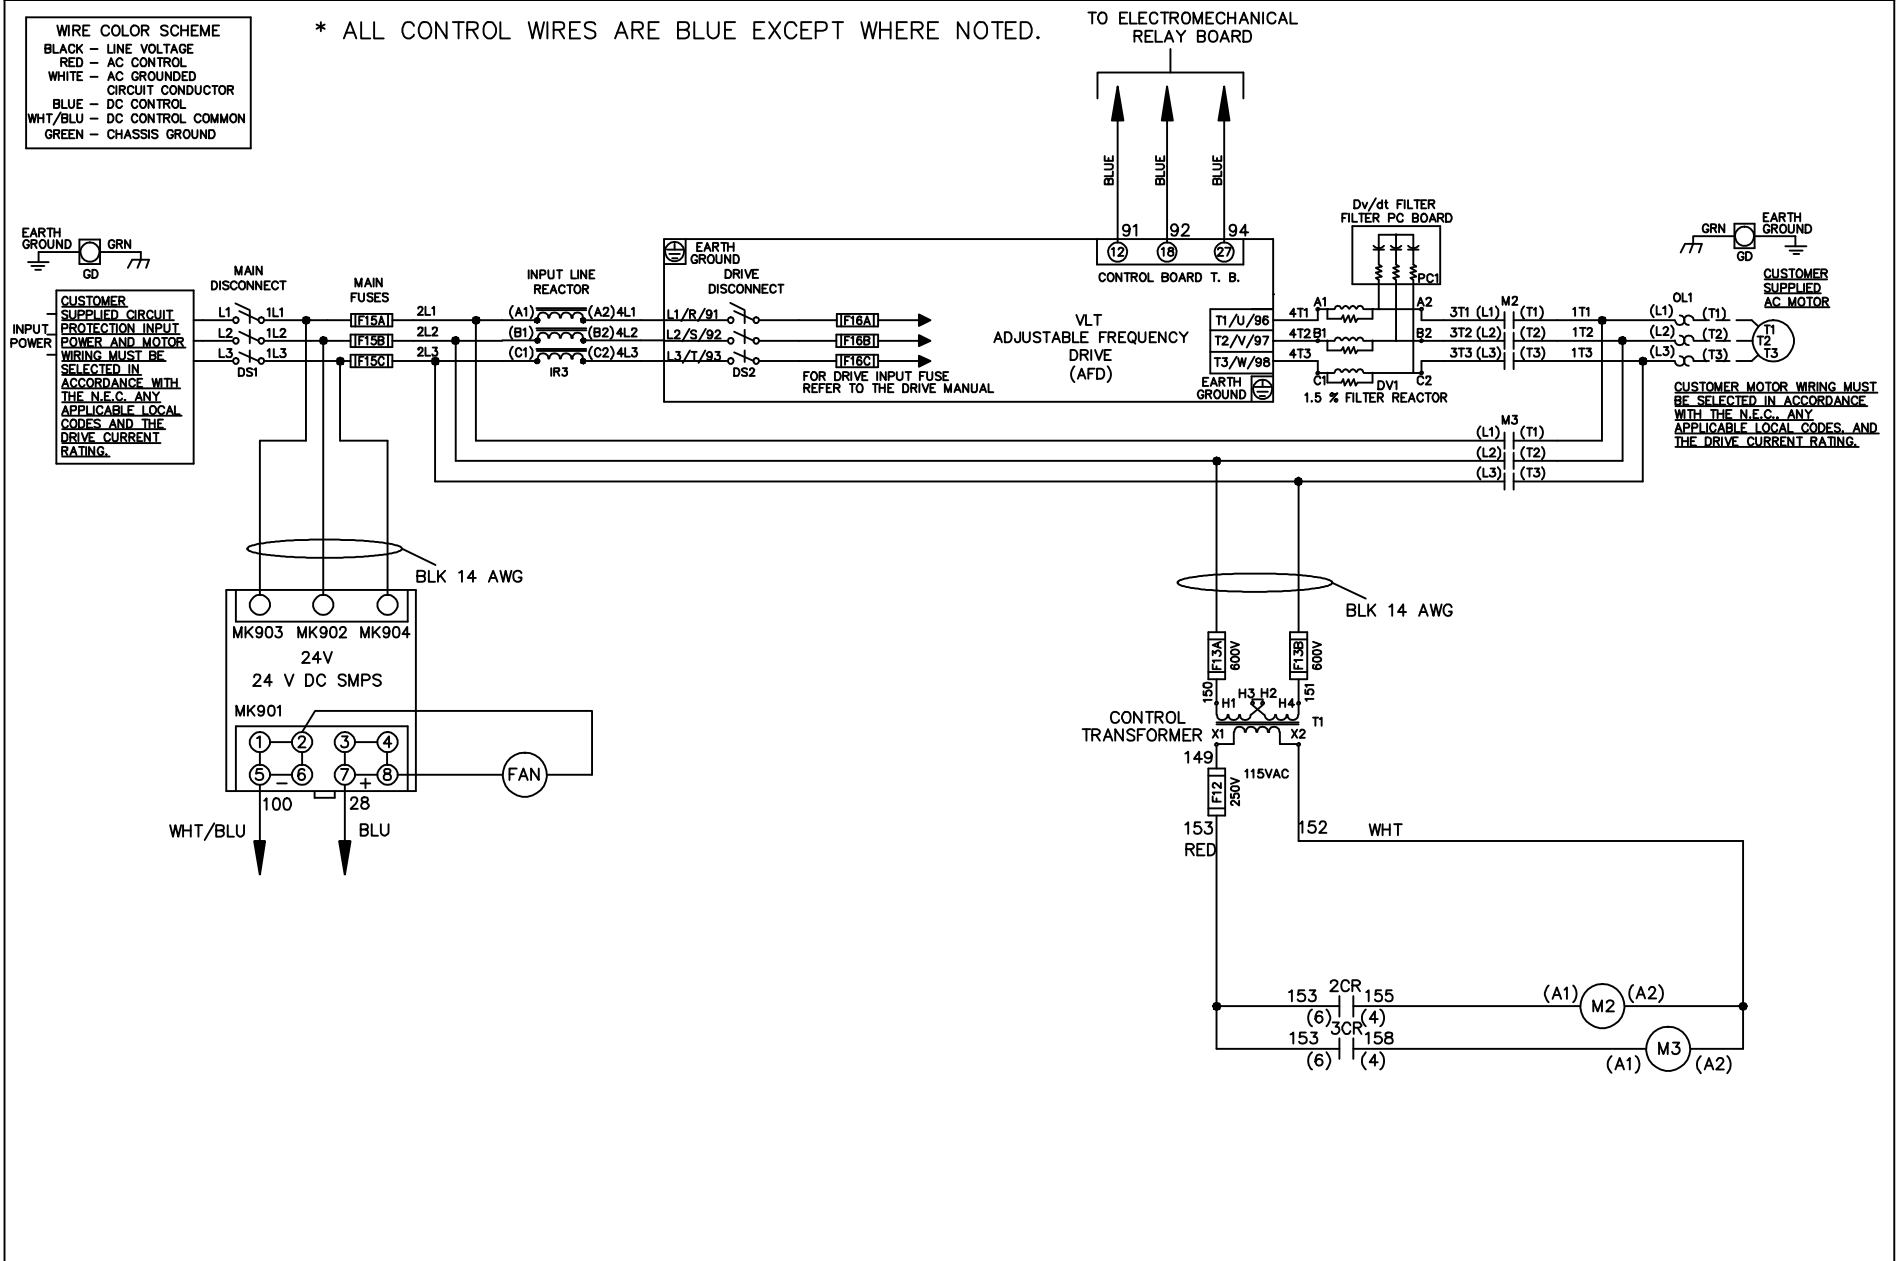 WIRE COLOR SCHEME
BLACK – LINE VOLTAGE
RED – AC CONTROL
WHITE – AC GROUNDED
CIRCUIT CONDUCTOR
BLUE – DC CONTROL
WHT/BLU – DC CONTROL COMMON
GREEN – CHASSIS GROUND
* ALL CONTROL WIRES ARE BLUE EXCEPT WHERE NOTED.
TO ELECTROMECHANICAL
RELAY BOARD
BLUE BLUE BLUE
91 92 94
12 18 27
CONTROL BOARD T. B.
EARTH
GROUND
GRN
GD
CUSTOMER
SUPPLIED CIRCUIT
PROTECTION INPUT
POWER AND MOTOR
WIRING MUST BE
SELECTED IN
ACCORDANCE WITH
THE N.E.C. ANY
APPLICABLE LOCAL
CODES AND THE
DRIVE CURRENT
RATING.
INPUT
POWER
MAIN
DISCONNECT
L1 1L1
L2 1L2
L3 1L3
DS1
MAIN
FUSES
F15A
F15B
F15C
2L1
2L2
2L3
INPUT LINE
REACTOR
(A1) (A2) 4L1
(B1) (B2) 4L2
(C1) (C2) 4L3
IR3
EARTH
GROUND
DRIVE
DISCONNECT
L1/R/91
L2/S/92
L3/T/93
DS2
F16A
F16B
F16C
FOR DRIVE INPUT FUSE
REFER TO THE DRIVE MANUAL
VLT
ADJUSTABLE FREQUENCY
DRIVE
(AFD)
T1/U/96
T2/V/97
T3/W/98
EARTH
GROUND
4T1
4T2
4T3
Dv/dt FILTER
FILTER PC BOARD
PC1
A1 A2
B1 B2
C1 C2
DV1
1.5 % FILTER REACTOR
M2
3T1 (L1) (T1) 1T1
3T2 (L2) (T2) 1T2
3T3 (L3) (T3) 1T3
M3
(L1) (T1)
(L2) (T2)
(L3) (T3)
OL1
(L1) (T1)
(L2) (T2)
(L3) (T3)
T1
T2
T3
GRN
EARTH
GROUND
GD
CUSTOMER
SUPPLIED
AC MOTOR
CUSTOMER MOTOR WIRING MUST
BE SELECTED IN ACCORDANCE
WITH THE N.E.C., ANY
APPLICABLE LOCAL CODES, AND
THE DRIVE CURRENT RATING.
BLK 14 AWG
MK903 MK902 MK904
24V
24 V DC SMPS
MK901
1 2 3 4
5 – 6 7 + 8
FAN
100 28
WHT/BLU BLU
BLK 14 AWG
F13A 600V F13B 600V
150 151
H1 H3 H2 H4
T1
CONTROL
TRANSFORMER
X1 X2
149
115VAC
F12 250V
153
RED
152 WHT
2CR
153 155
(6) (4)
(A1) M2 (A2)
3CR
153 158
(6) (4)
(A1) M3 (A2)